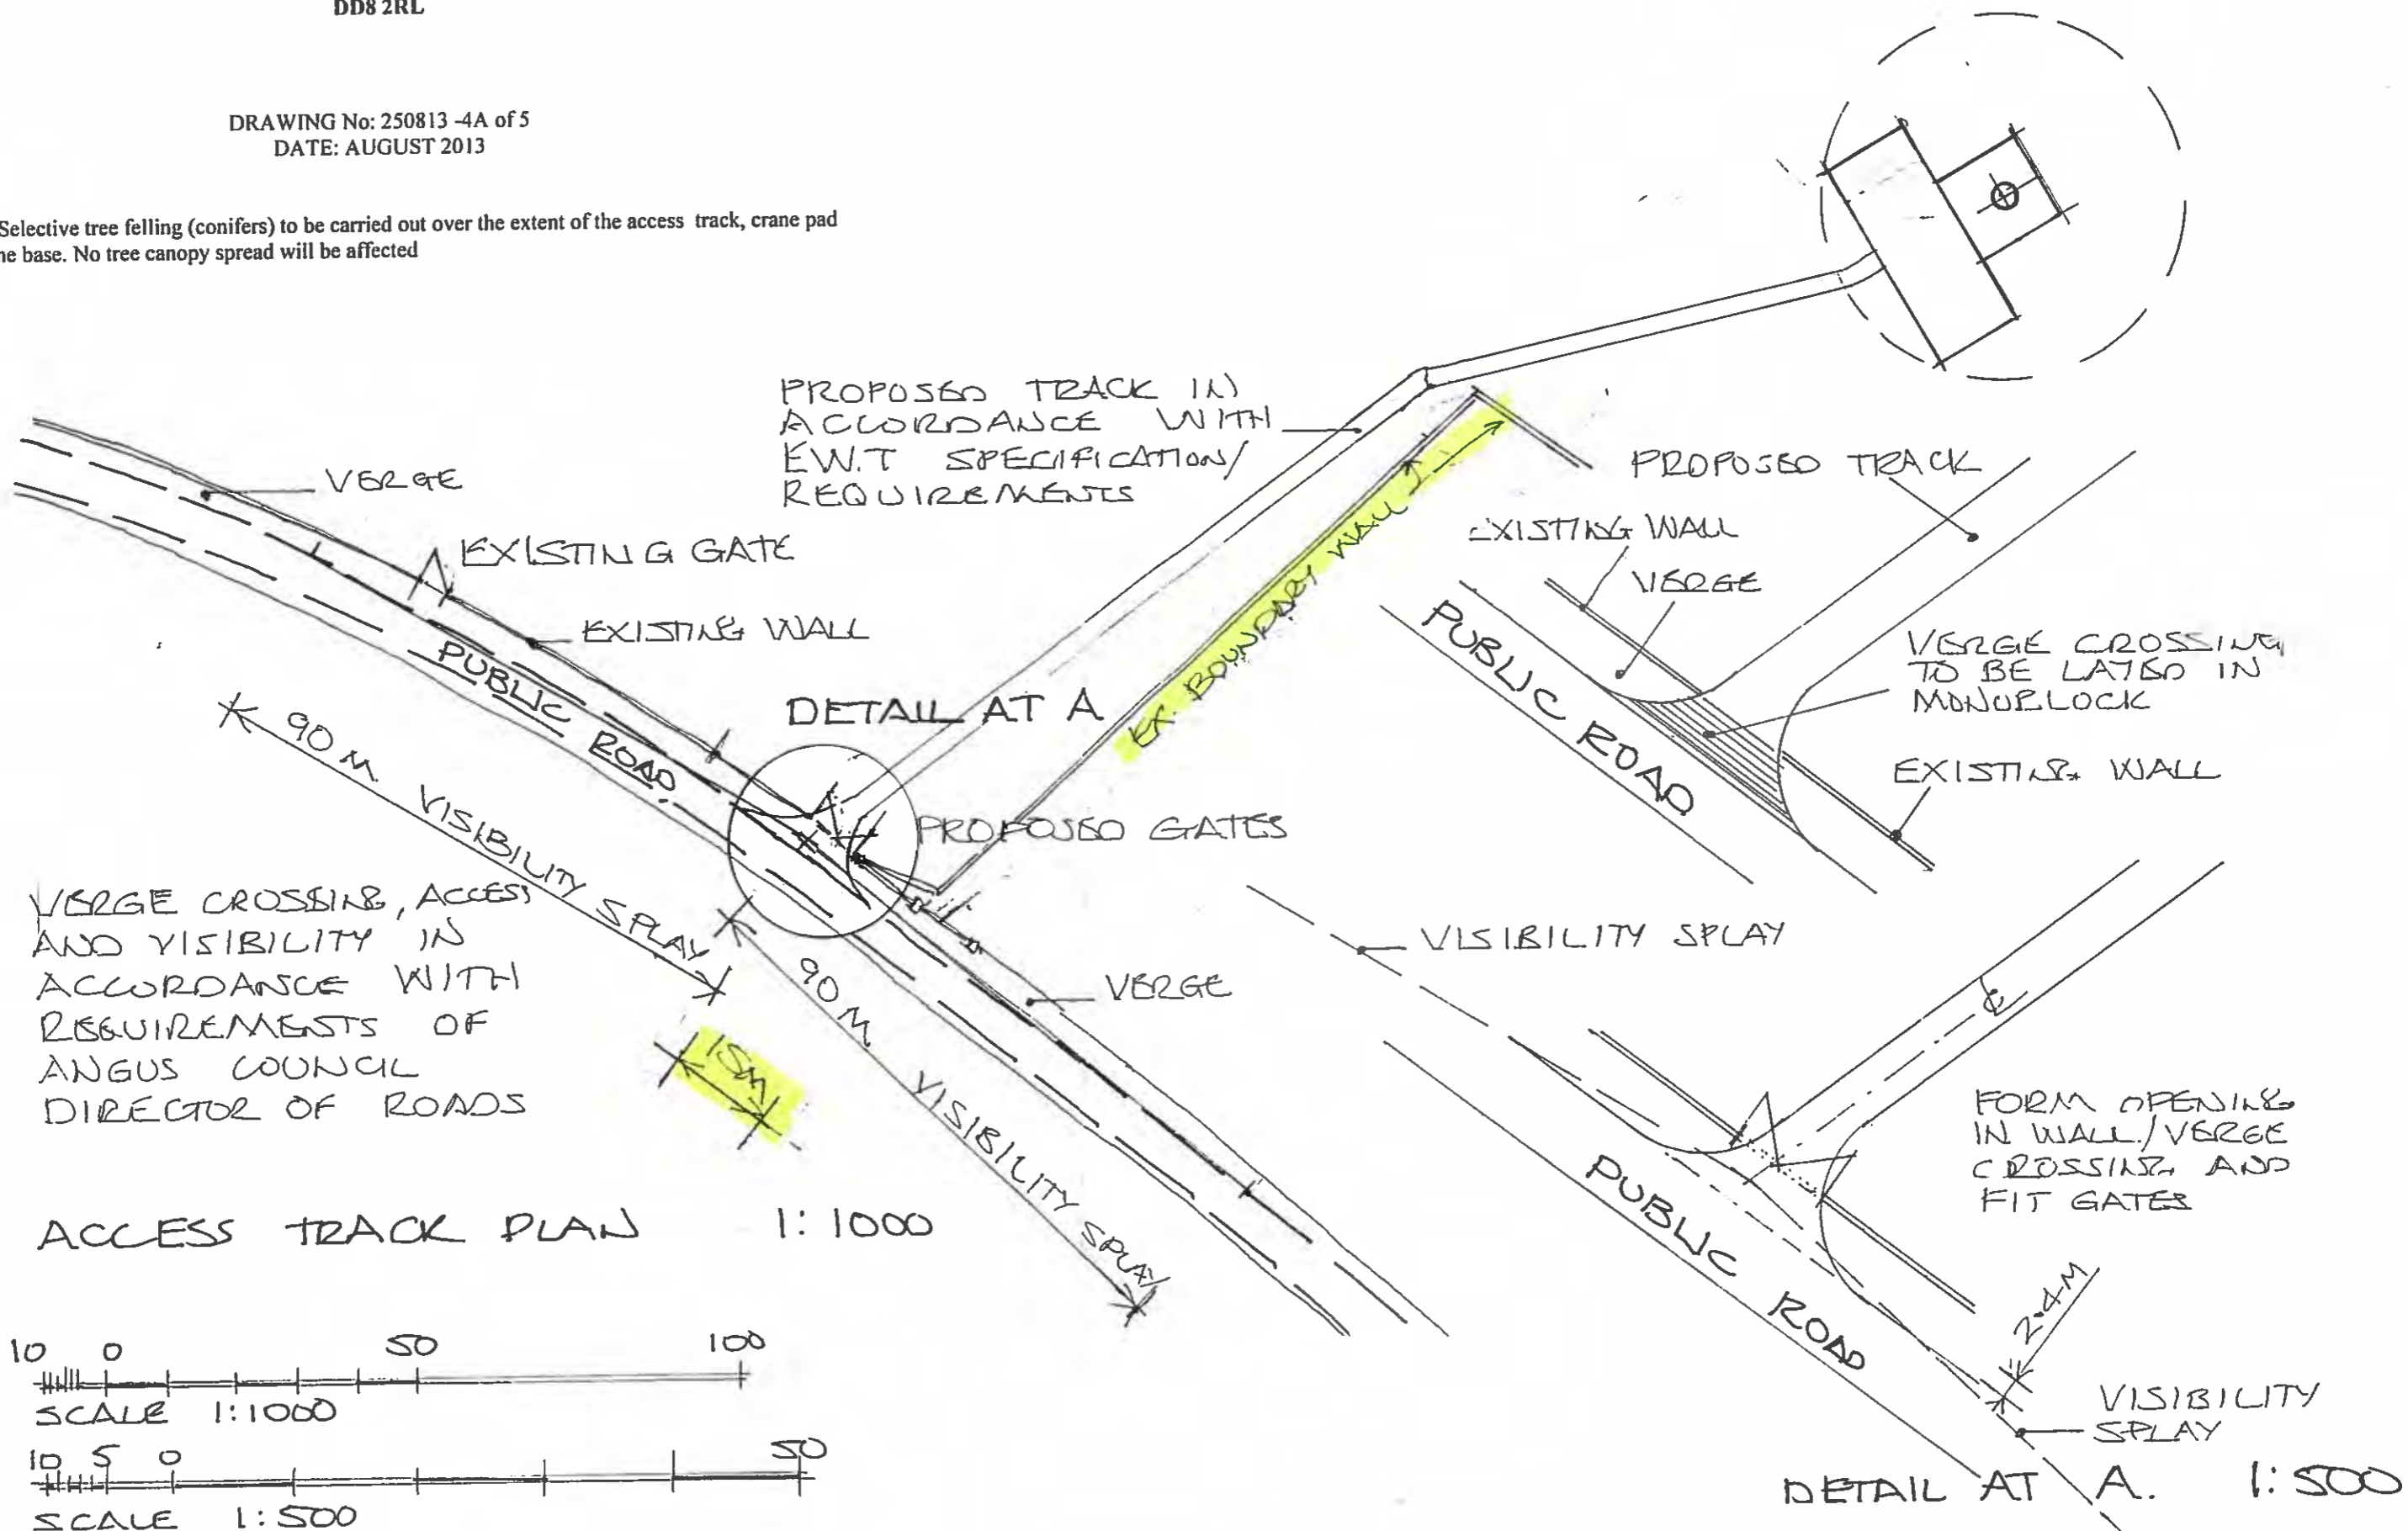 DD8 2RL
DRAWING No: 250813 -4A of 5
DATE: AUGUST 2013
Selective tree felling (conifers) to be carried out over the extent of the access track, crane pad
ne base. No tree canopy spread will be affected
PROPOSED TRACK IN
ACCORDANCE WITH
E.W.T SPECIFICATION/
REQUIREMENTS
VERGE
EXISTING GATE
EXISTING WALL
PUBLIC ROAD
90 M VISIBILITY SPLAY
DETAIL AT A
EX. BOUNDARY WALL
PROPOSED GATES
VERGE
90 M VISIBILITY SPLAY
15m
VERGE CROSSING, ACCESS
AND VISIBILITY IN
ACCORDANCE WITH
REQUIREMENTS OF
ANGUS COUNCIL
DIRECTOR OF ROADS
ACCESS TRACK PLAN 1:1000
10 0 50 100
SCALE 1:1000
10 5 0 50
SCALE 1:500
PROPOSED TRACK
EXISTING WALL
VERGE
PUBLIC ROAD
VERGE CROSSING
TO BE LAYED IN
MONOBLOCK
EXISTING WALL
VISIBILITY SPLAY
FORM OPENING
IN WALL/VERGE
CROSSING AND
FIT GATES
PUBLIC ROAD
2.4M
VISIBILITY
SPLAY
DETAIL AT A. 1:500